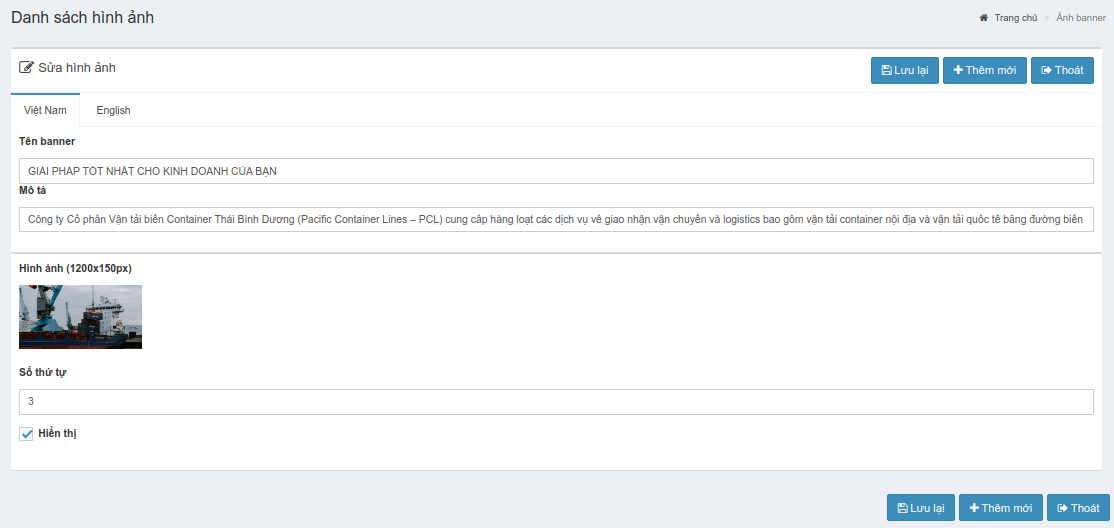 Danh sách hình ảnh
Trang chủ > Ảnh banner
Sửa hình ảnh
Lưu lại
Thêm mới
Thoát
Việt Nam
English
Tên banner
GIẢI PHÁP TỐT NHẤT CHO KINH DOANH CỦA BẠN
Mô tả
Công ty Cổ phần Vận tải biển Container Thái Bình Dương (Pacific Container Lines – PCL) cung cấp hàng loạt các dịch vụ về giao nhận vận chuyển và logistics bao gồm vận tải container nội địa và vận tải quốc tế bằng đường biển
Hình ảnh (1200x150px)
Số thứ tự
3
Hiển thị
Lưu lại
Thêm mới
Thoát